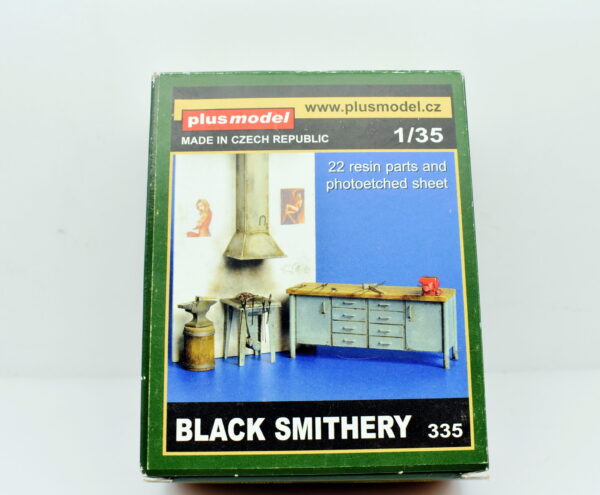 www.plusmodel.cz
plusmodel
MADE IN CZECH REPUBLIC
1/35
22 resin parts and
photoetched sheet
BLACK SMITHERY 335